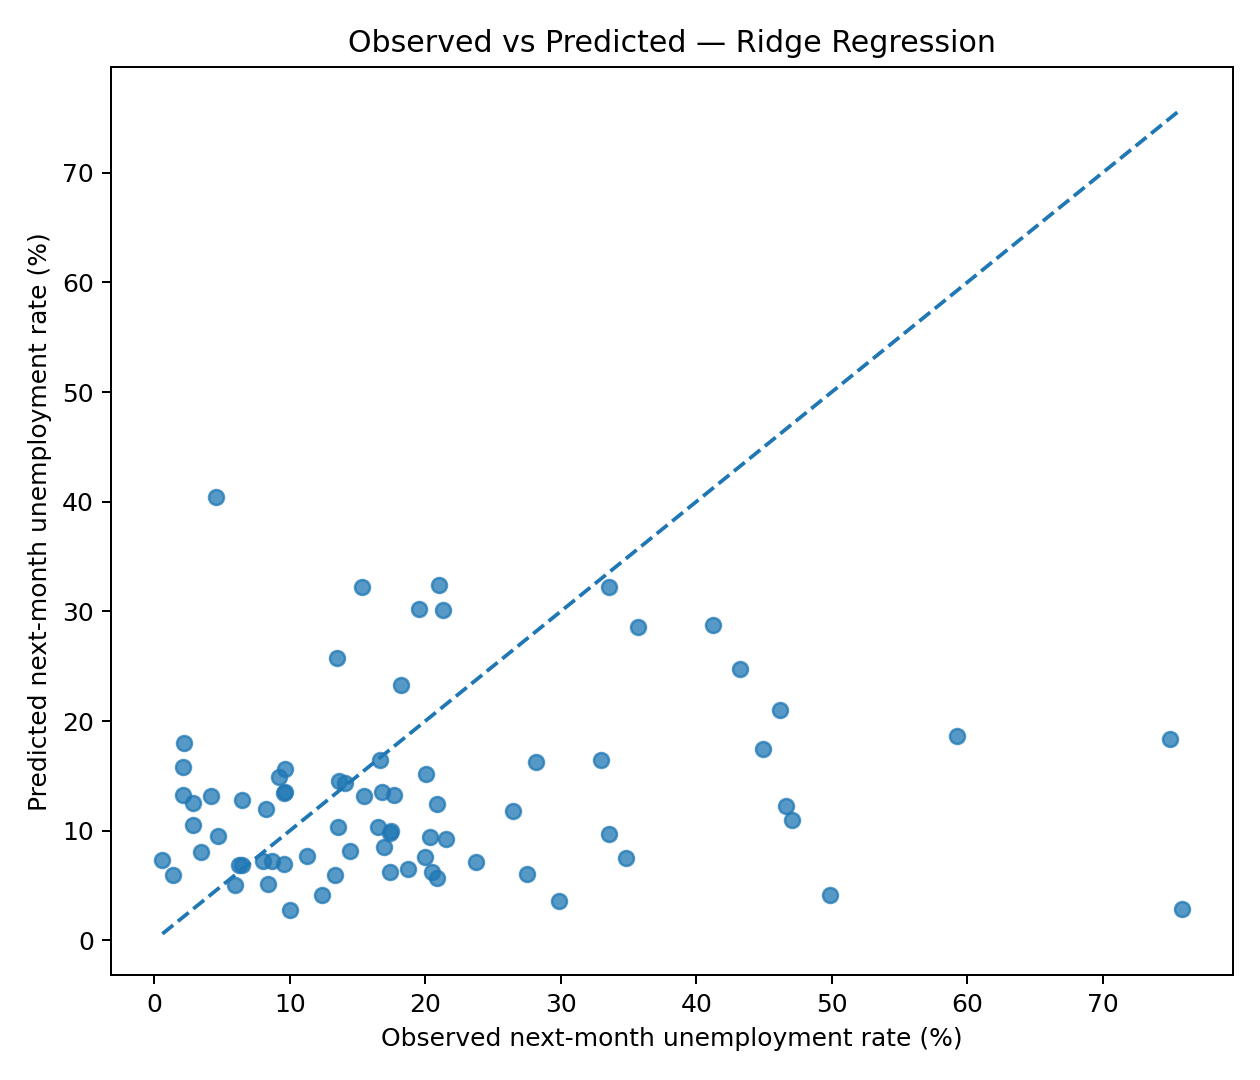 Observed vs Predicted — Ridge Regression
Predicted next-month unemployment rate (%)
70
60
50
40
30
20
10
0
0 10 20 30 40 50 60 70
Observed next-month unemployment rate (%)